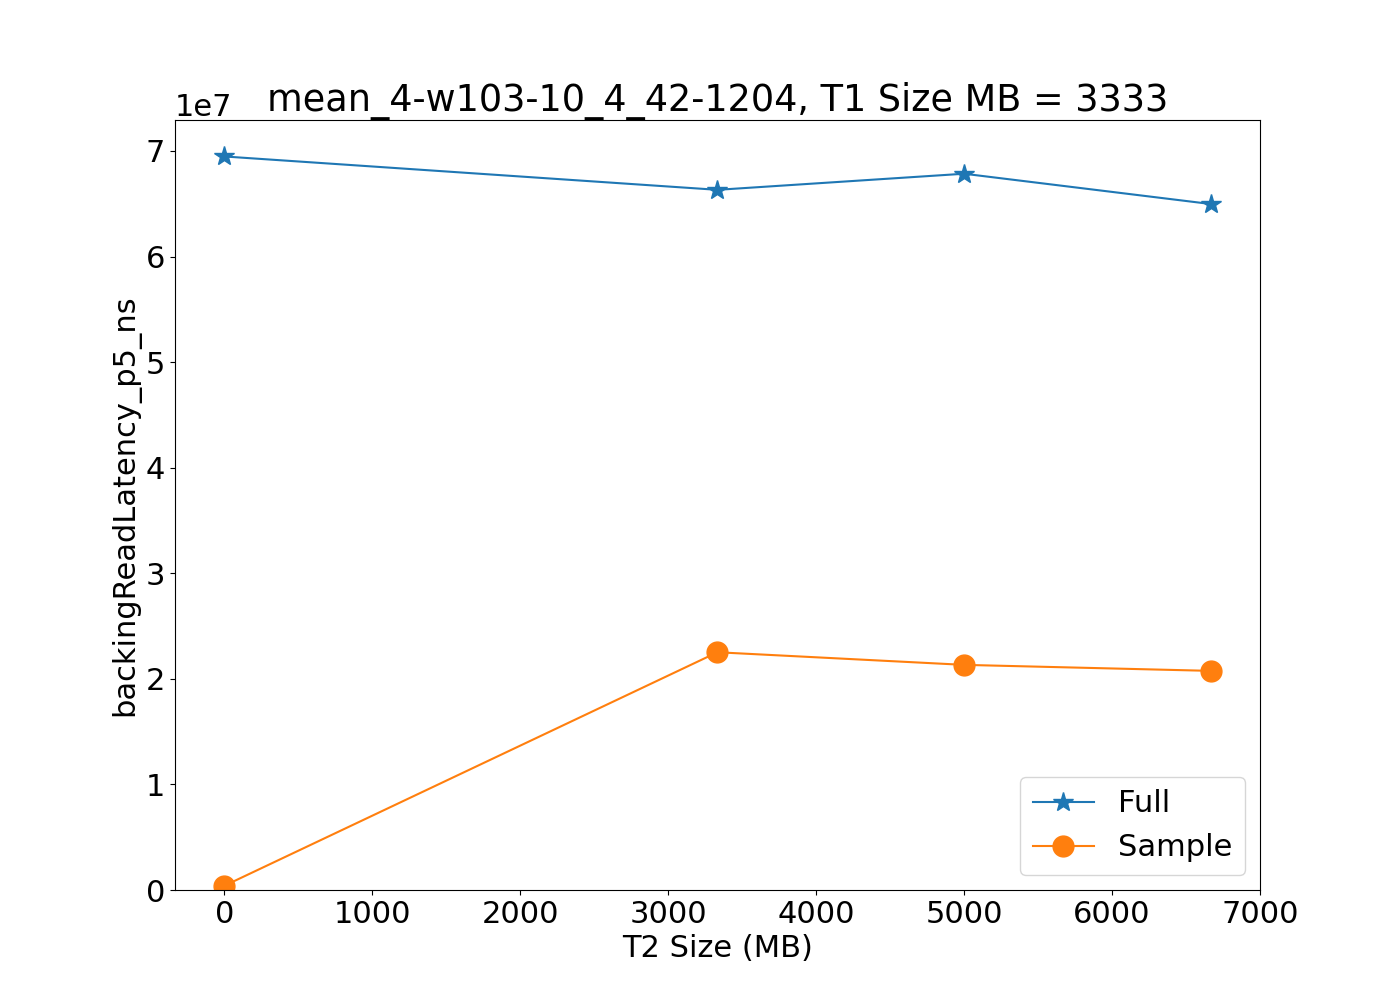 1e7
mean_4-w103-10_4_42-1204, T1 Size MB = 3333
7
6
5
4
3
2
1
0
backingReadLatency_p5_ns
0 1000 2000 3000 4000 5000 6000 7000
T2 Size (MB)
Full
Sample